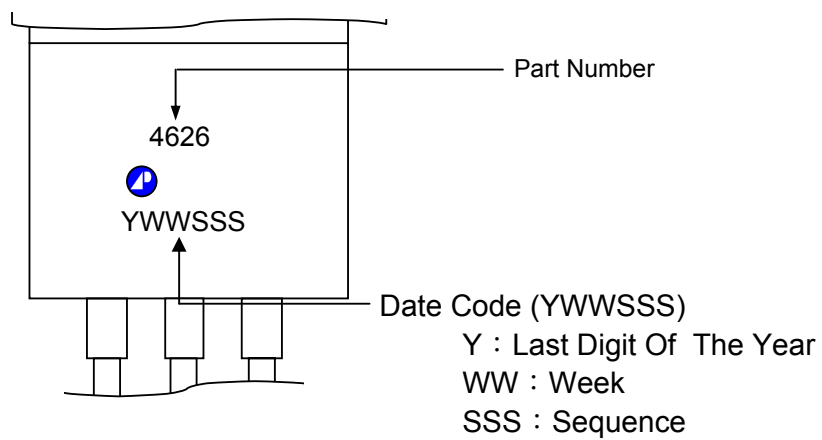 Part Number
4626
YWWSSS
Date Code (YWWSSS)
Y：Last Digit Of The Year
WW：Week
SSS：Sequence